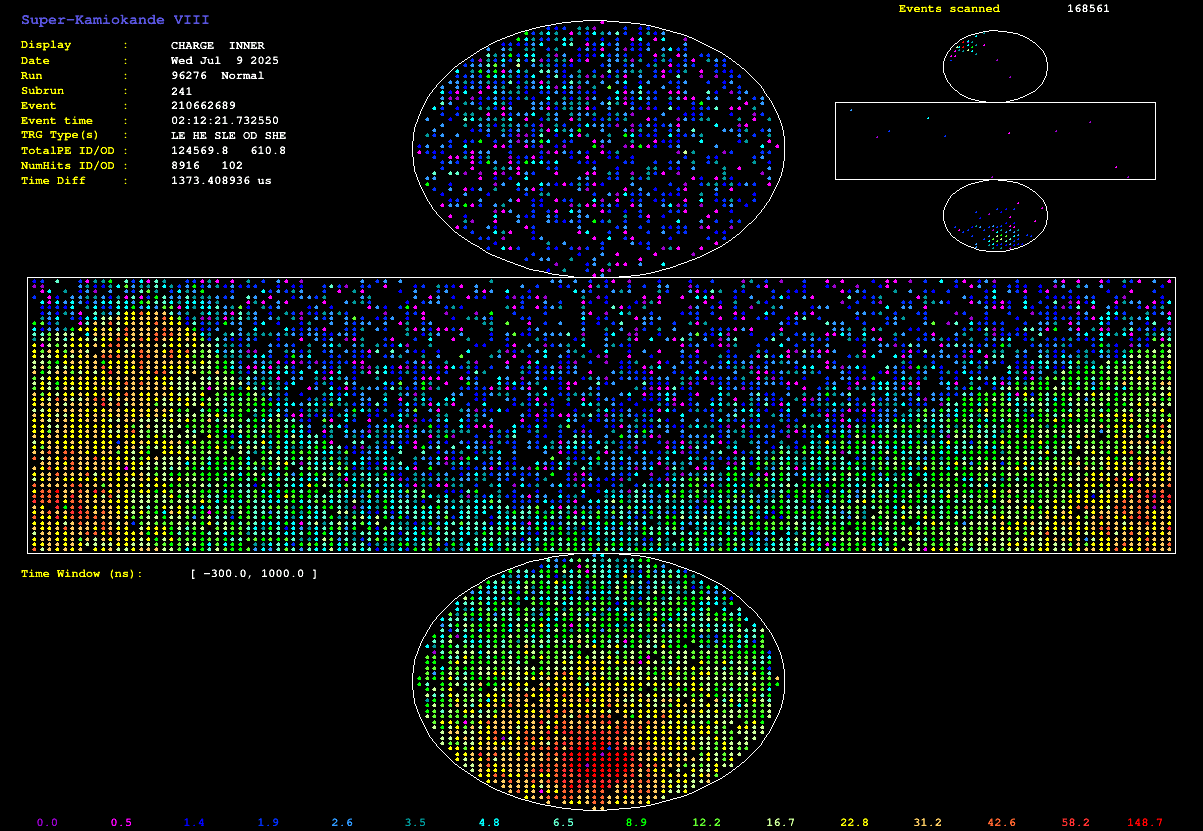 Super-Kamiokande VIII
Events scanned 168561
Display : CHARGE INNER
Date : Wed Jul 9 2025
Run : 96276 Normal
Subrun : 241
Event : 210662689
Event time : 02:12:21.732550
TRG Type(s) : LE HE SLE OD SHE
TotalPE ID/OD : 124569.8 610.8
NumHits ID/OD : 8916 102
Time Diff : 1373.408936 us
Time Window (ns): [ -300.0, 1000.0 ]
0.0 0.5 1.4 1.9 2.6 3.5 4.8 6.5 8.9 12.2 16.7 22.8 31.2 42.6 58.2 148.7